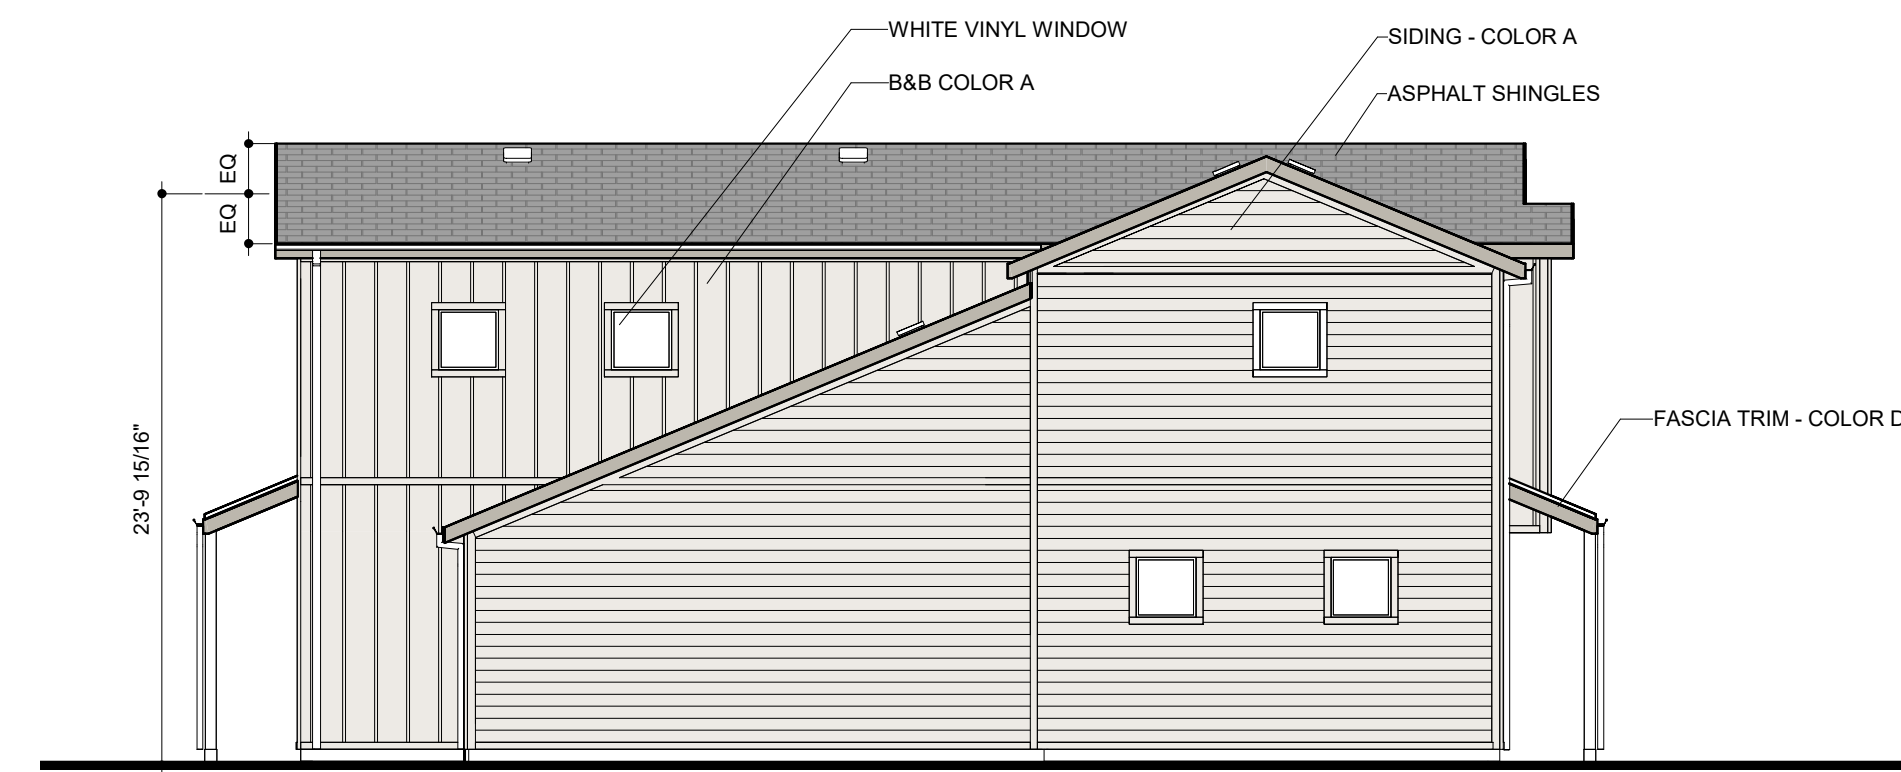 WHITE VINYL WINDOW
SIDING - COLOR A
B&B COLOR A
ASPHALT SHINGLES
EQ
EQ
FASCIA TRIM - COLOR D
23'-9 15/16"